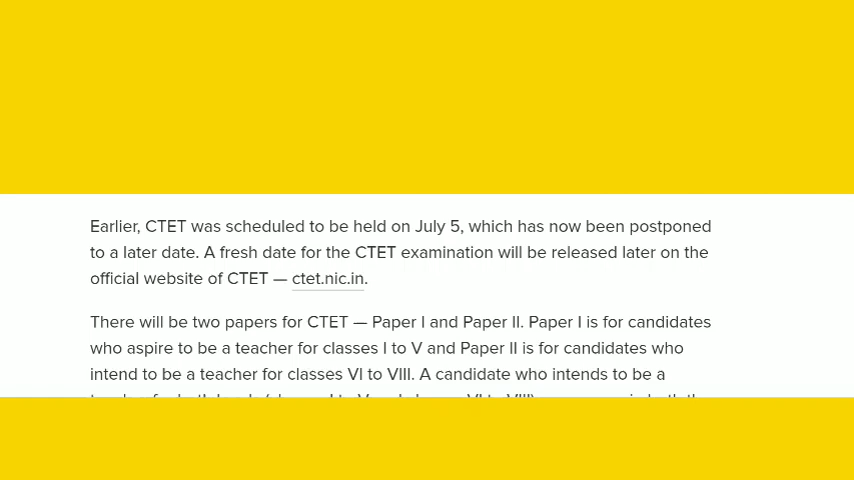 Earlier, CTET was scheduled to be held on July 5, which has now been postponed
to a later date. A fresh date for the CTET examination will be released later on the
official website of CTET — ctet.nic.in.
There will be two papers for CTET — Paper I and Paper II. Paper I is for candidates
who aspire to be a teacher for classes I to V and Paper II is for candidates who
intend to be a teacher for classes VI to VIII. A candidate who intends to be a